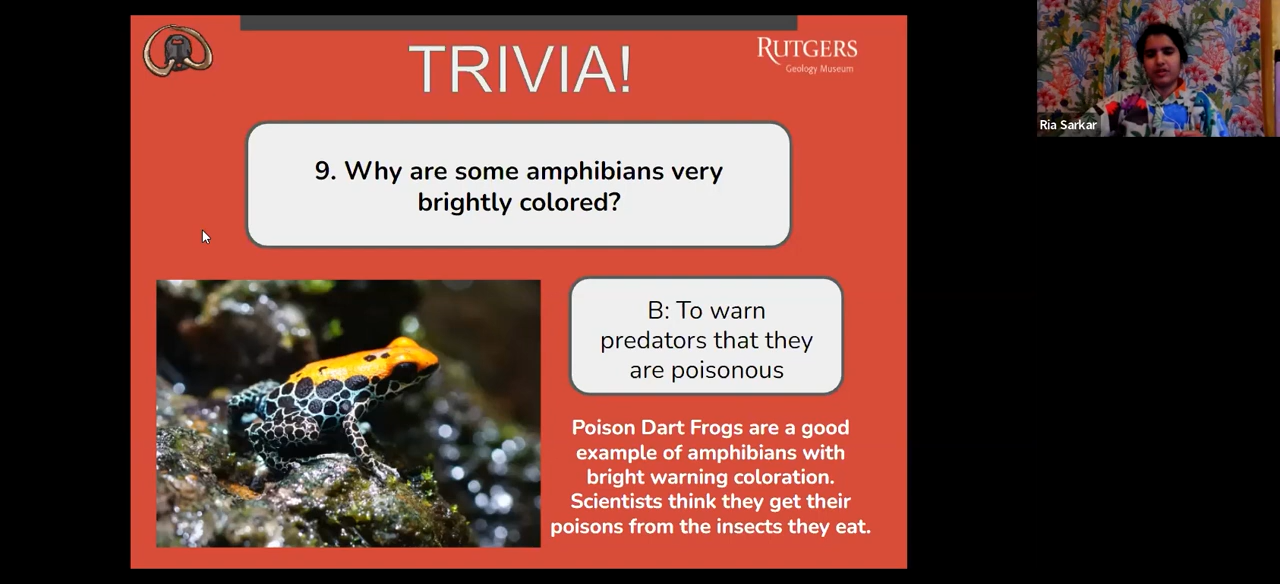 TRIVIA!
RUTGERS
Geology Museum
Ria Sarkar
9. Why are some amphibians very
brightly colored?
B: To warn
predators that they
are poisonous
Poison Dart Frogs are a good
example of amphibians with
bright warning coloration.
Scientists think they get their
poisons from the insects they eat.